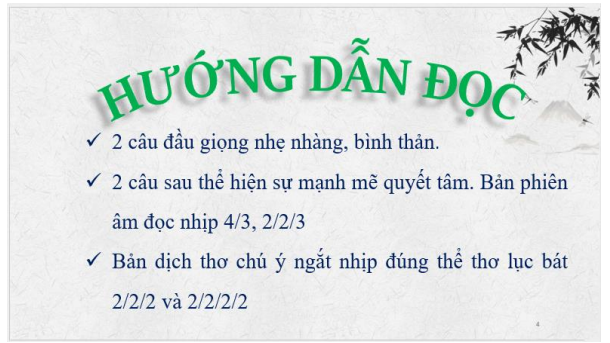 HƯỚNG DẪN ĐỌC
✓ 2 câu đầu giọng nhẹ nhàng, bình thản.
✓ 2 câu sau thể hiện sự mạnh mẽ quyết tâm. Bản phiên
âm đọc nhịp 4/3, 2/2/3
✓ Bản dịch thơ chú ý ngắt nhịp đúng thể thơ lục bát
2/2/2 và 2/2/2/2
4